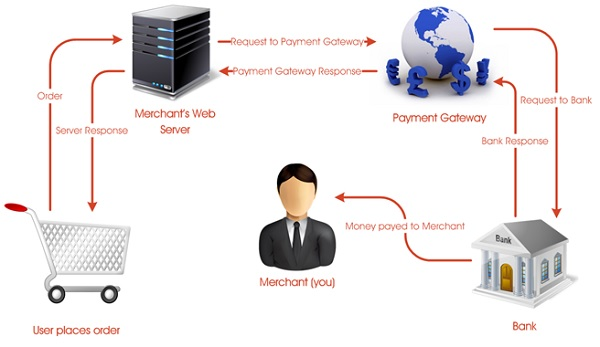 Request to Payment Gateway
Payment Gateway Response
Order
Server Response
Merchant's Web
Server
£ $
Payment Gateway
Request to Bank
Bank Response
Money payed to Merchant
Bank
Merchant (you)
User places order
Bank